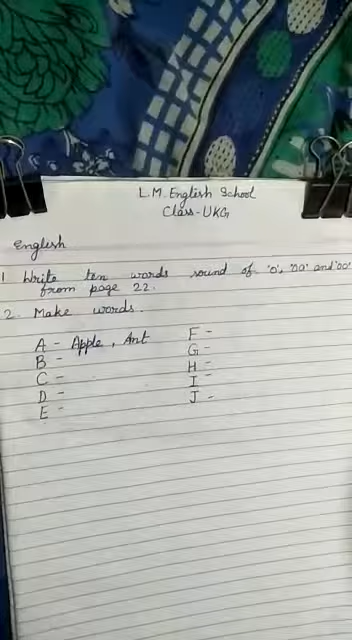 L.M. English School
Class - UKG
English
1 Write ten words sound of 'o', 'oa' and 'oo'
from page 22.
2. Make words.
A - Apple, Ant
B -
C -
D -
E -
F -
G -
H -
I -
J -